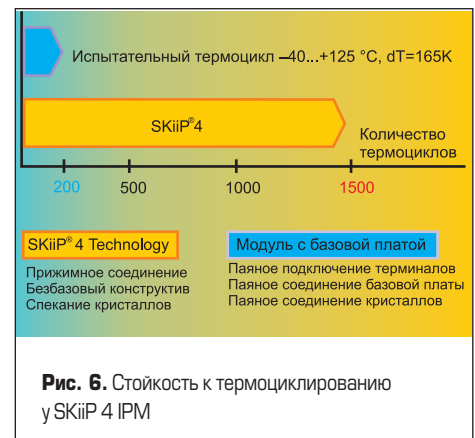 Испытательный термоцикл –40...+125 °C, dT=165K
SKiiP®4
Количество
термоциклов
200 500 1000 1500
SKiiP®4 Technology
Прижимное соединение
Безбазовый конструктив
Спекание кристаллов
Модуль с базовой платой
Паяное подключение терминалов
Паяное соединение базовой платы
Паяное соединение кристаллов
Рис. 6. Стойкость к термоциклированию
у SKiiP 4 IPM